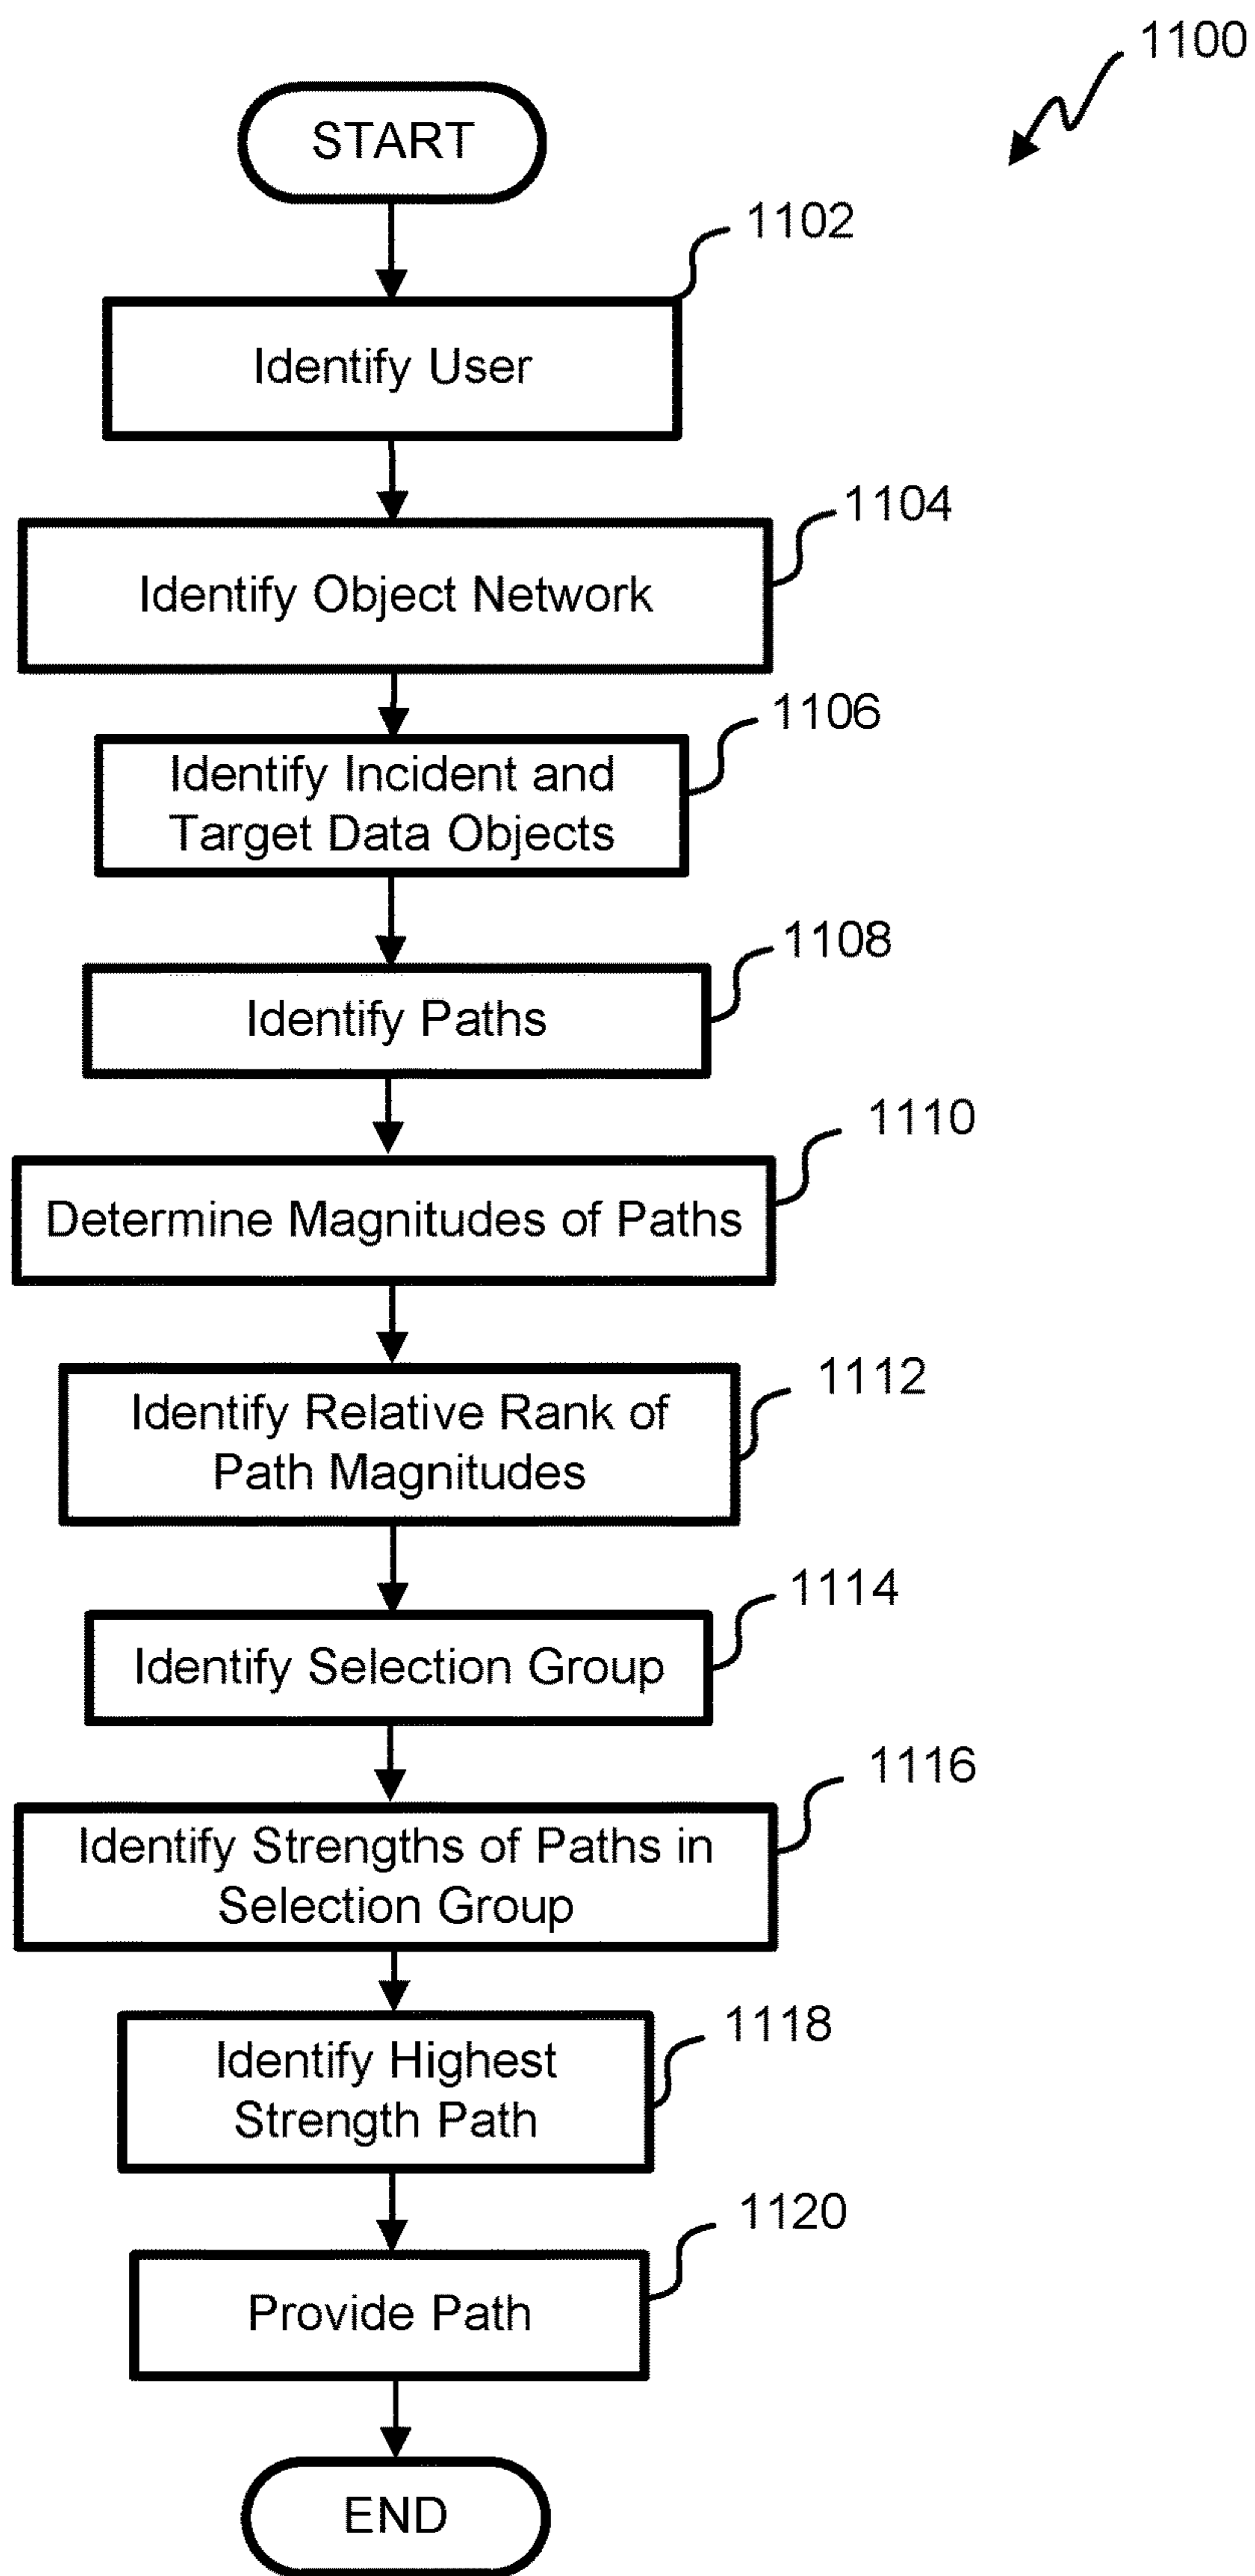 1100
START
1102
Identify User
1104
Identify Object Network
1106
Identify Incident and
Target Data Objects
1108
Identify Paths
1110
Determine Magnitudes of Paths
1112
Identify Relative Rank of
Path Magnitudes
1114
Identify Selection Group
1116
Identify Strengths of Paths in
Selection Group
1118
Identify Highest
Strength Path
1120
Provide Path
END